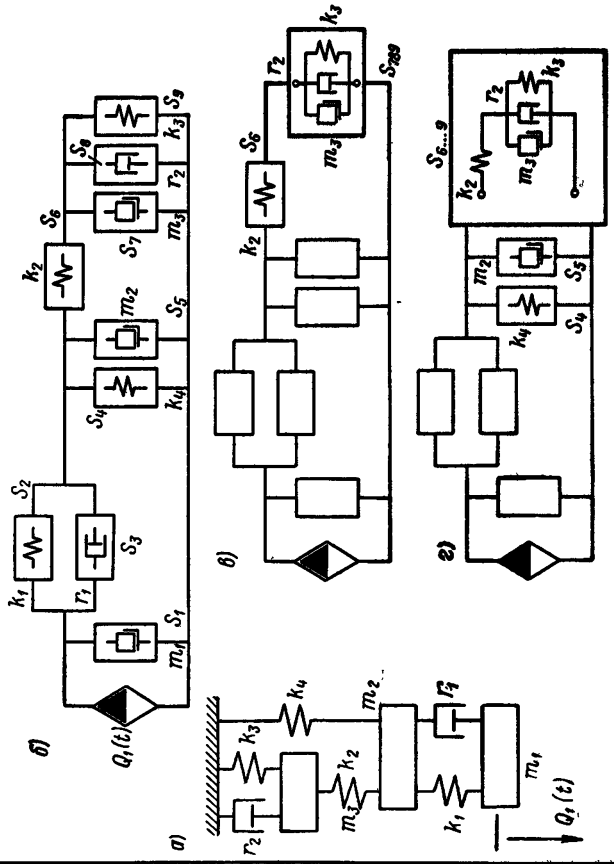 а)
r₂
k₃
k₄
m₃
k₂
m₂
k₁
r₁
m₁
Q₁(t)
б)
Q₁(t)
m₁
S₁
k₁
S₂
r₁
S₃
S₄
k₄
m₂
S₅
k₂
S₆
S₇
m₃
S₈
r₂
S₉
k₃
в)
k₂
S₆
r₂
k₃
m₃
S₇₈₉
г)
k₄
S₄
m₂
S₅
S₆...₉
k₂
r₂
m₃
k₃